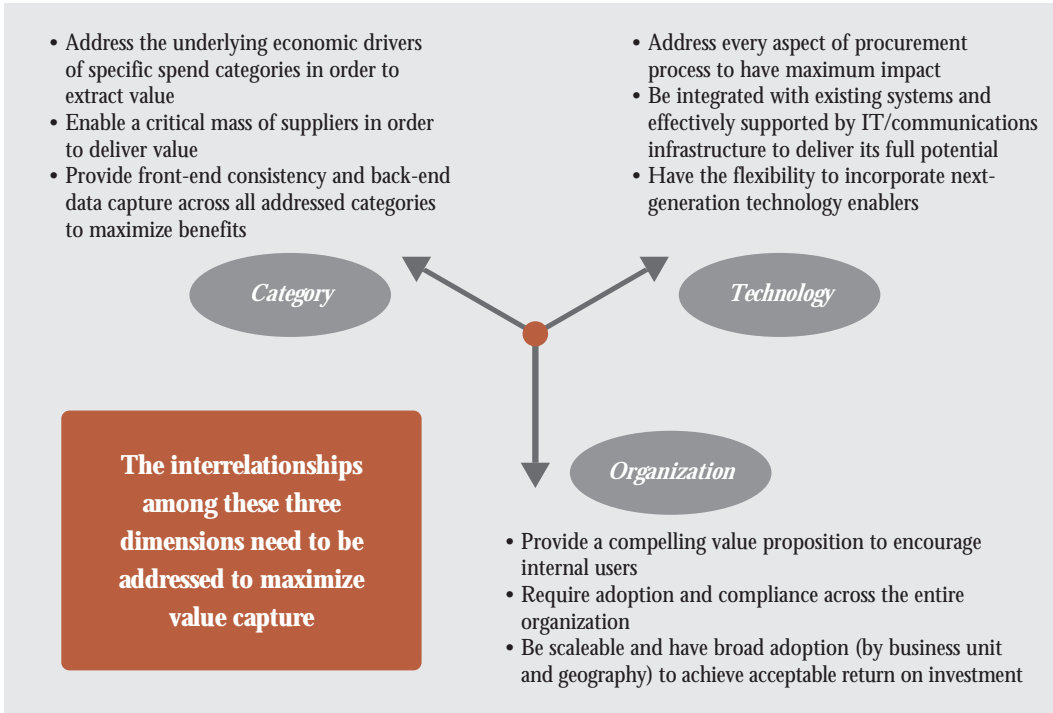 • Address the underlying economic drivers
of specific spend categories in order to
extract value
• Enable a critical mass of suppliers in order
to deliver value
• Provide front-end consistency and back-end
data capture across all addressed categories
to maximize benefits
• Address every aspect of procurement
process to have maximum impact
• Be integrated with existing systems and
effectively supported by IT/communications
infrastructure to deliver its full potential
• Have the flexibility to incorporate next-
generation technology enablers
Category
Technology
The interrelationships
among these three
dimensions need to be
addressed to maximize
value capture
Organization
• Provide a compelling value proposition to encourage
internal users
• Require adoption and compliance across the entire
organization
• Be scaleable and have broad adoption (by business unit
and geography) to achieve acceptable return on investment